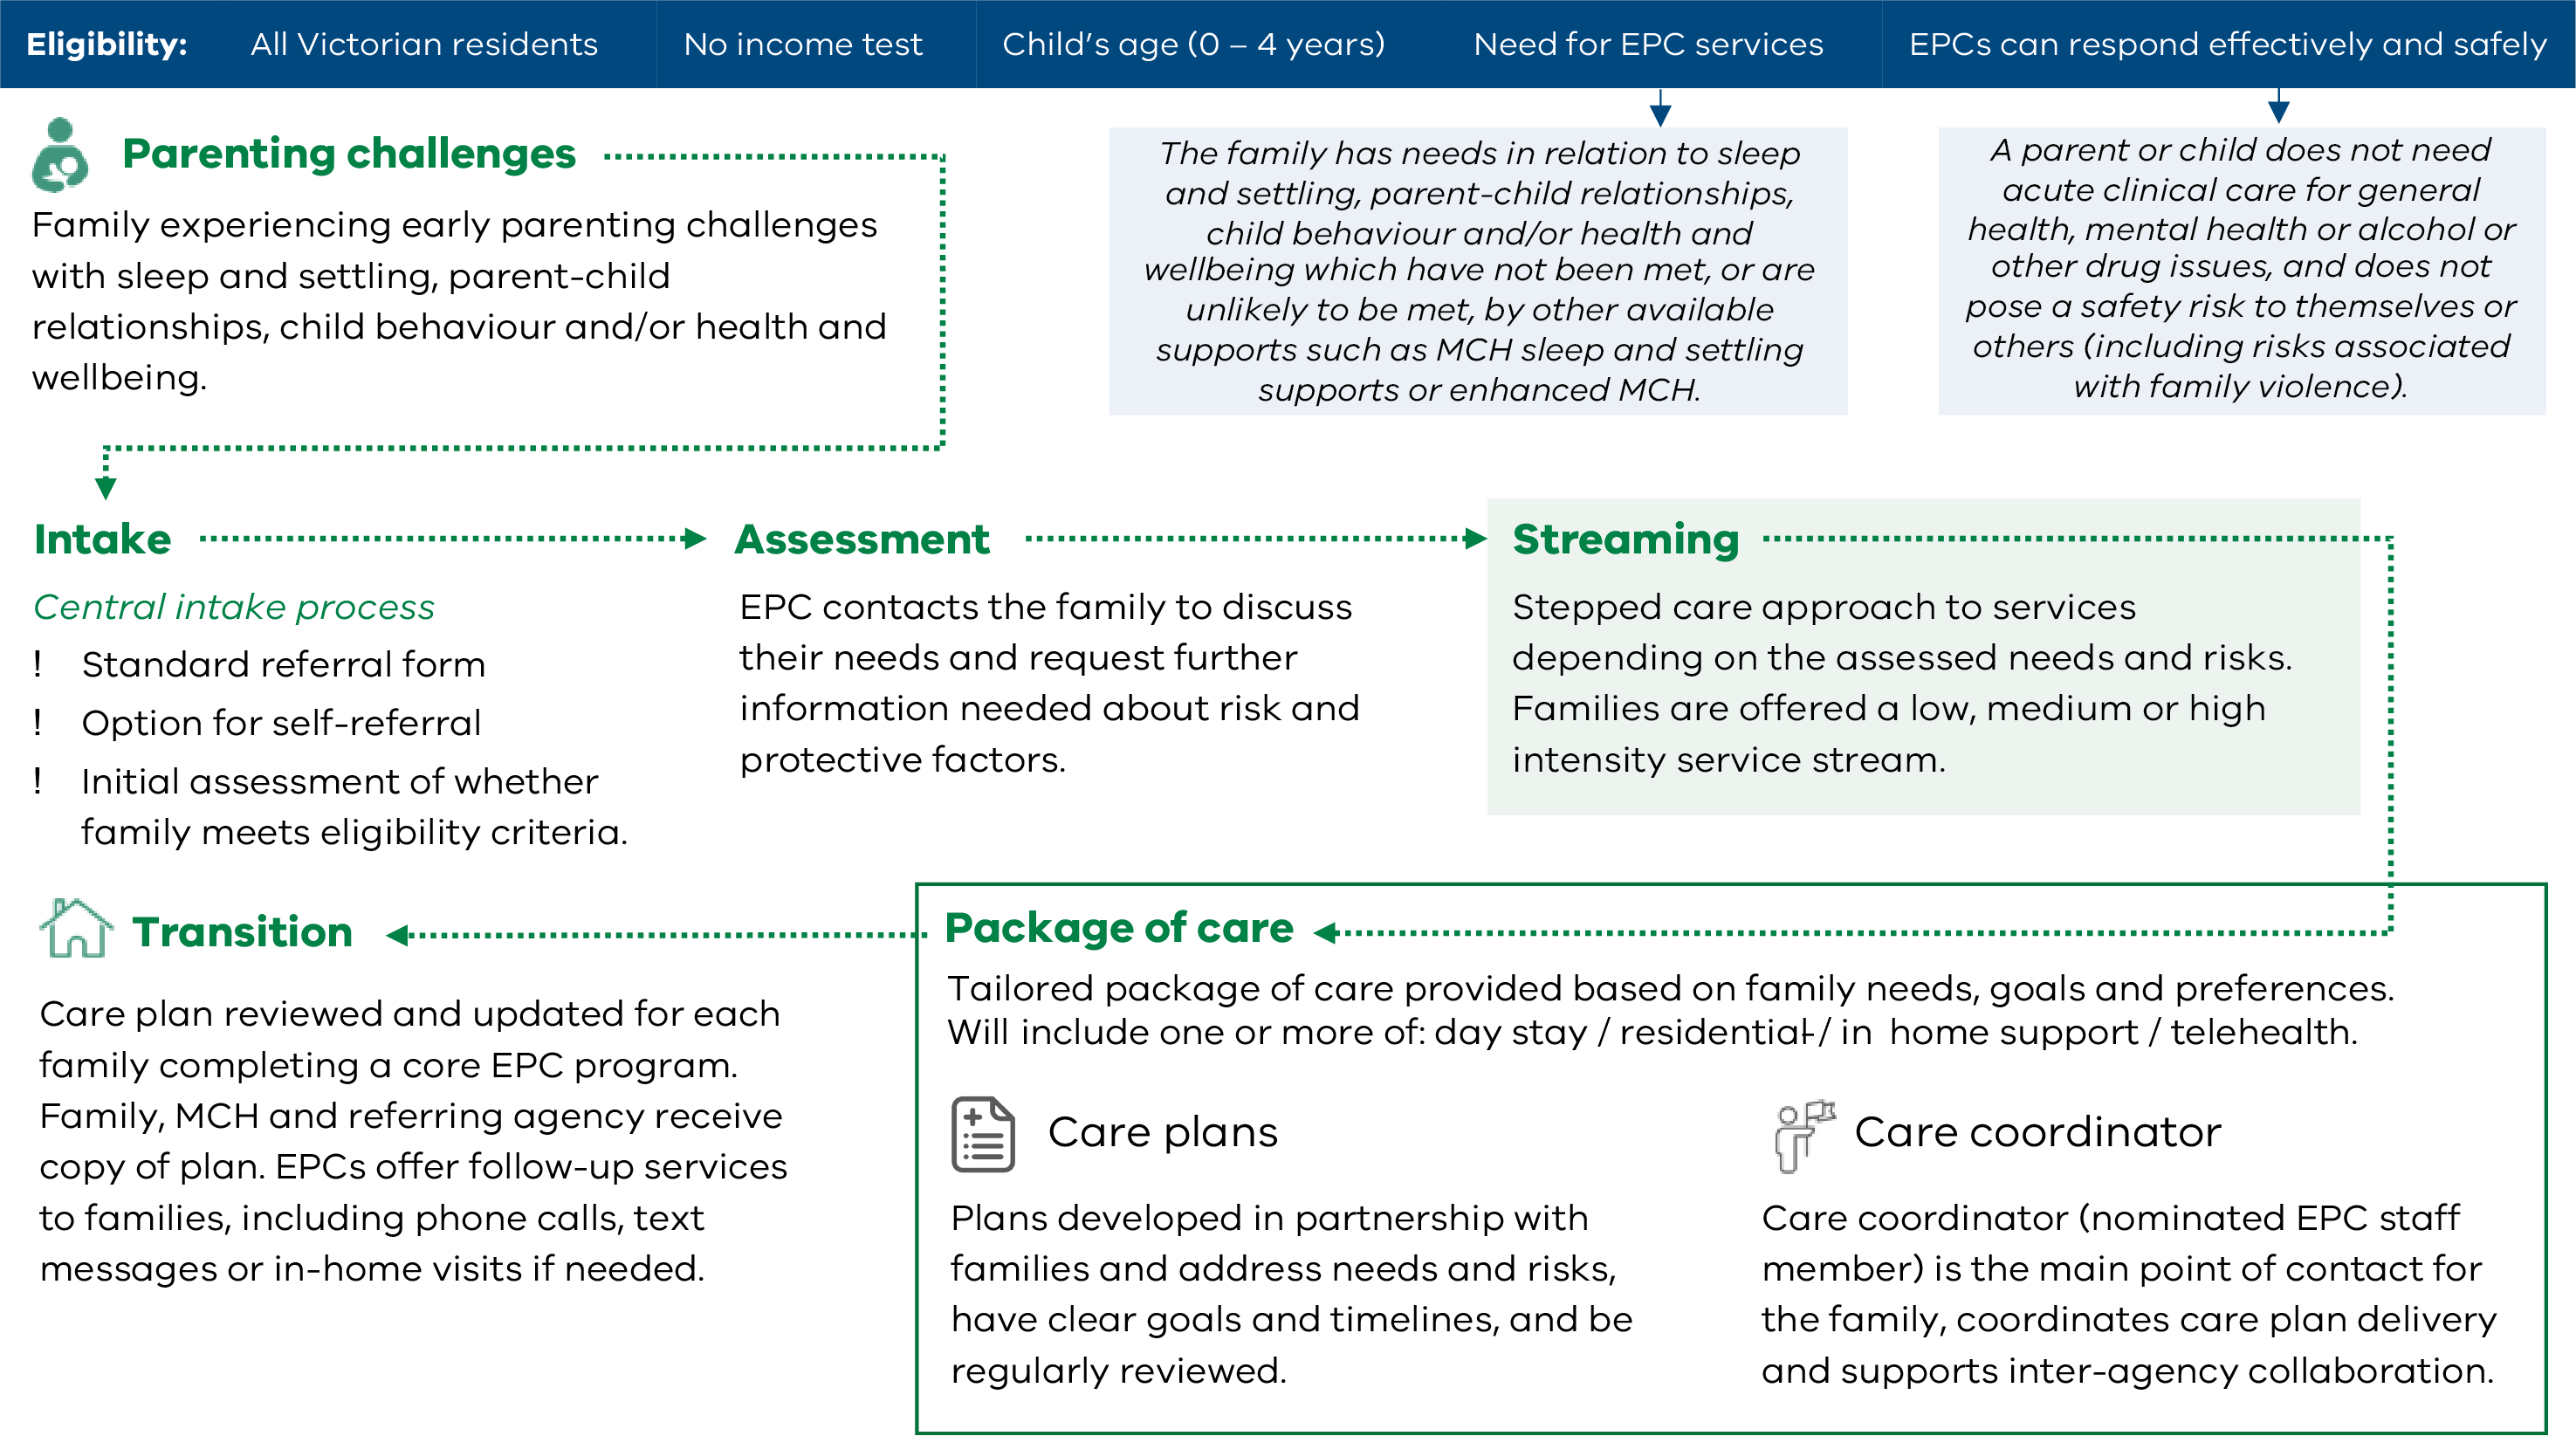 Eligibility: All Victorian residents No income test Child's age (0 – 4 years) Need for EPC services EPCs can respond effectively and safely
Parenting challenges
Family experiencing early parenting challenges
with sleep and settling, parent-child
relationships, child behaviour and/or health and
wellbeing.
The family has needs in relation to sleep
and settling, parent-child relationships,
child behaviour and/or health and
wellbeing which have not been met, or are
unlikely to be met, by other available
supports such as MCH sleep and settling
supports or enhanced MCH.
A parent or child does not need
acute clinical care for general
health, mental health or alcohol or
other drug issues, and does not
pose a safety risk to themselves or
others (including risks associated
with family violence).
Intake
Central intake process
! Standard referral form
! Option for self-referral
! Initial assessment of whether
family meets eligibility criteria.
Assessment
EPC contacts the family to discuss
their needs and request further
information needed about risk and
protective factors.
Streaming
Stepped care approach to services
depending on the assessed needs and risks.
Families are offered a low, medium or high
intensity service stream.
Package of care
Tailored package of care provided based on family needs, goals and preferences.
Will include one or more of: day stay / residential-/ in home support / telehealth.
Care plans
Plans developed in partnership with
families and address needs and risks,
have clear goals and timelines, and be
regularly reviewed.
Care coordinator
Care coordinator (nominated EPC staff
member) is the main point of contact for
the family, coordinates care plan delivery
and supports inter-agency collaboration.
Transition
Care plan reviewed and updated for each
family completing a core EPC program.
Family, MCH and referring agency receive
copy of plan. EPCs offer follow-up services
to families, including phone calls, text
messages or in-home visits if needed.